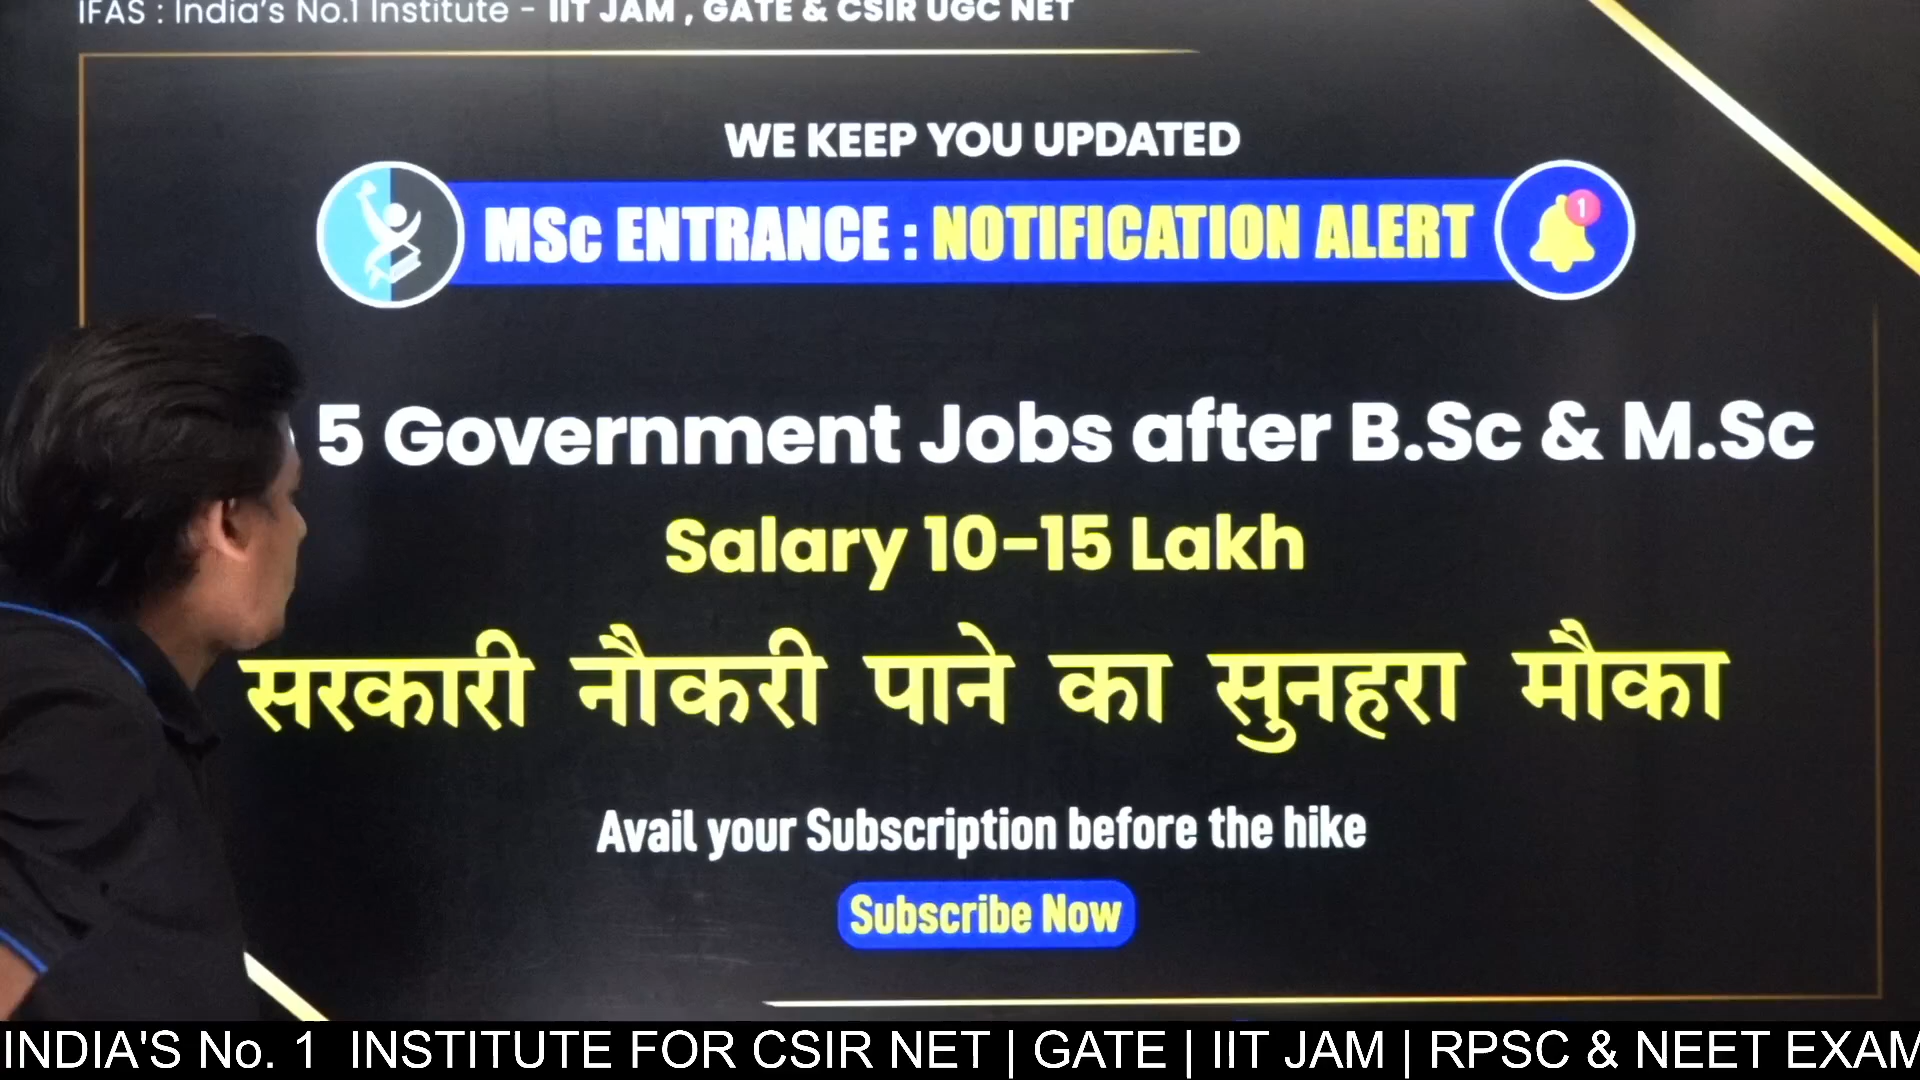 IFAS : India's No.1 Institute - IIT JAM , GATE & CSIR UGC NET
WE KEEP YOU UPDATED
MSc ENTRANCE : NOTIFICATION ALERT
1
5 Government Jobs after B.Sc & M.Sc
Salary 10-15 Lakh
सरकारी नौकरी पाने का सुनहरा मौका
Avail your Subscription before the hike
Subscribe Now
INDIA'S No. 1 INSTITUTE FOR CSIR NET | GATE | IIT JAM | RPSC & NEET EXAM